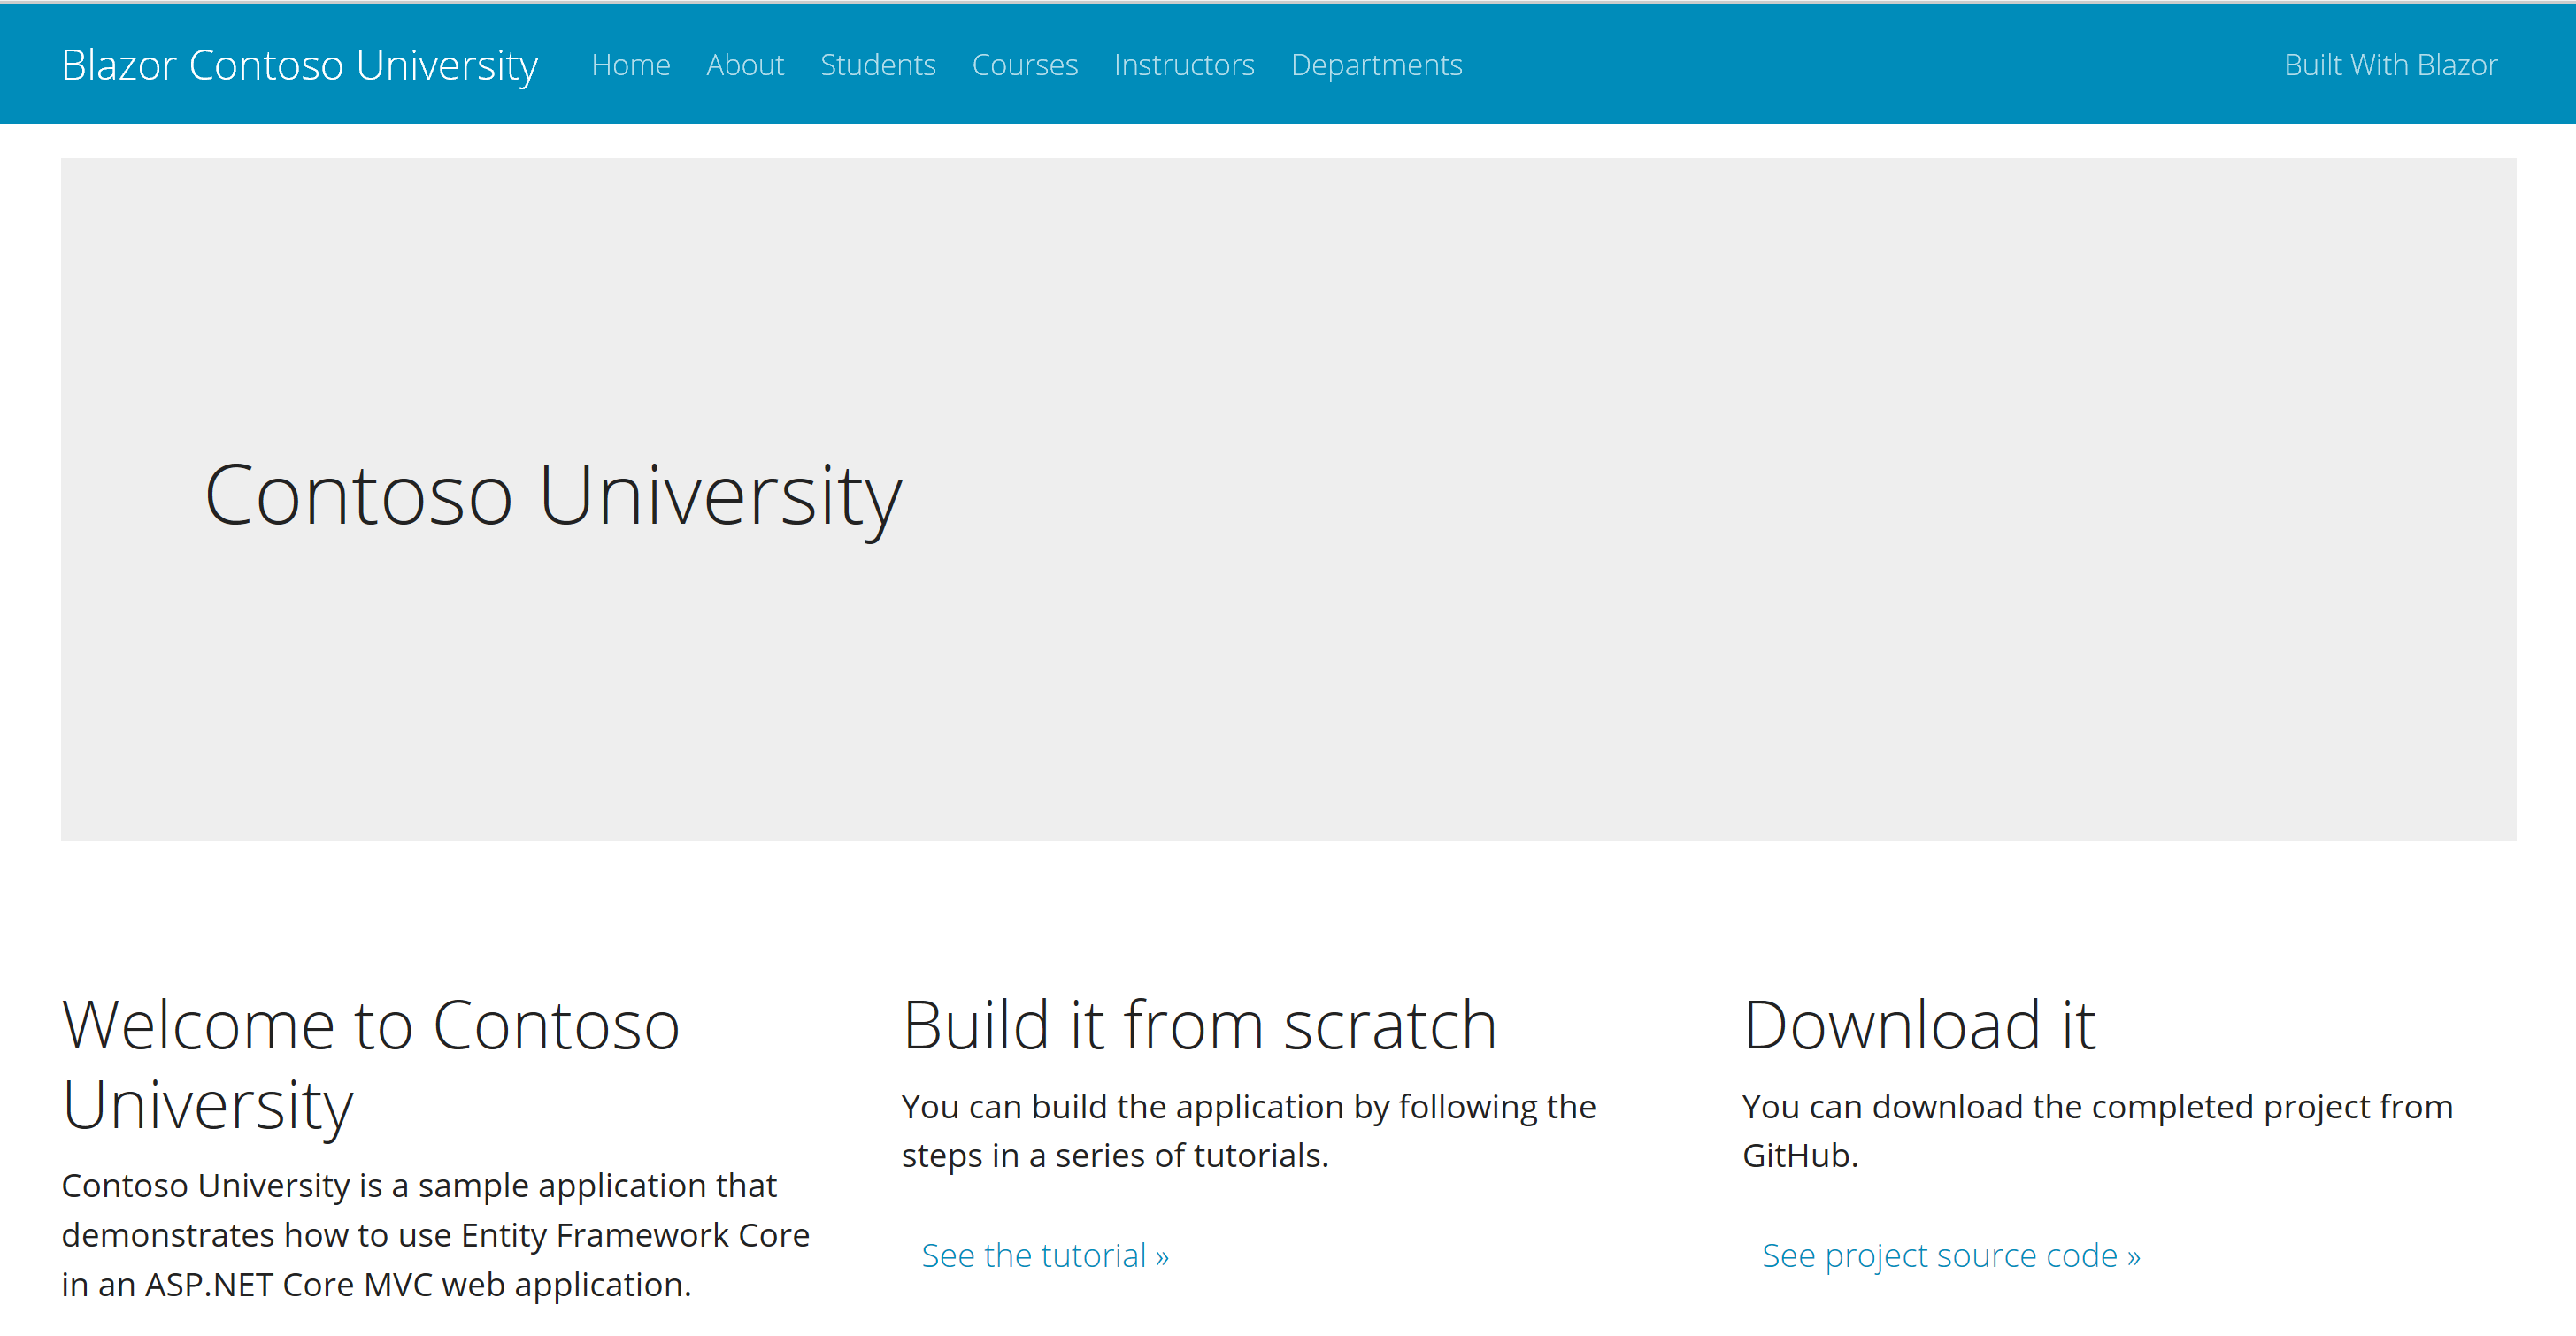 Blazor Contoso University Home About Students Courses Instructors Departments Built With Blazor
Contoso University
Welcome to Contoso
University
Contoso University is a sample application that
demonstrates how to use Entity Framework Core
in an ASP.NET Core MVC web application.
Build it from scratch
You can build the application by following the
steps in a series of tutorials.
See the tutorial »
Download it
You can download the completed project from
GitHub.
See project source code »